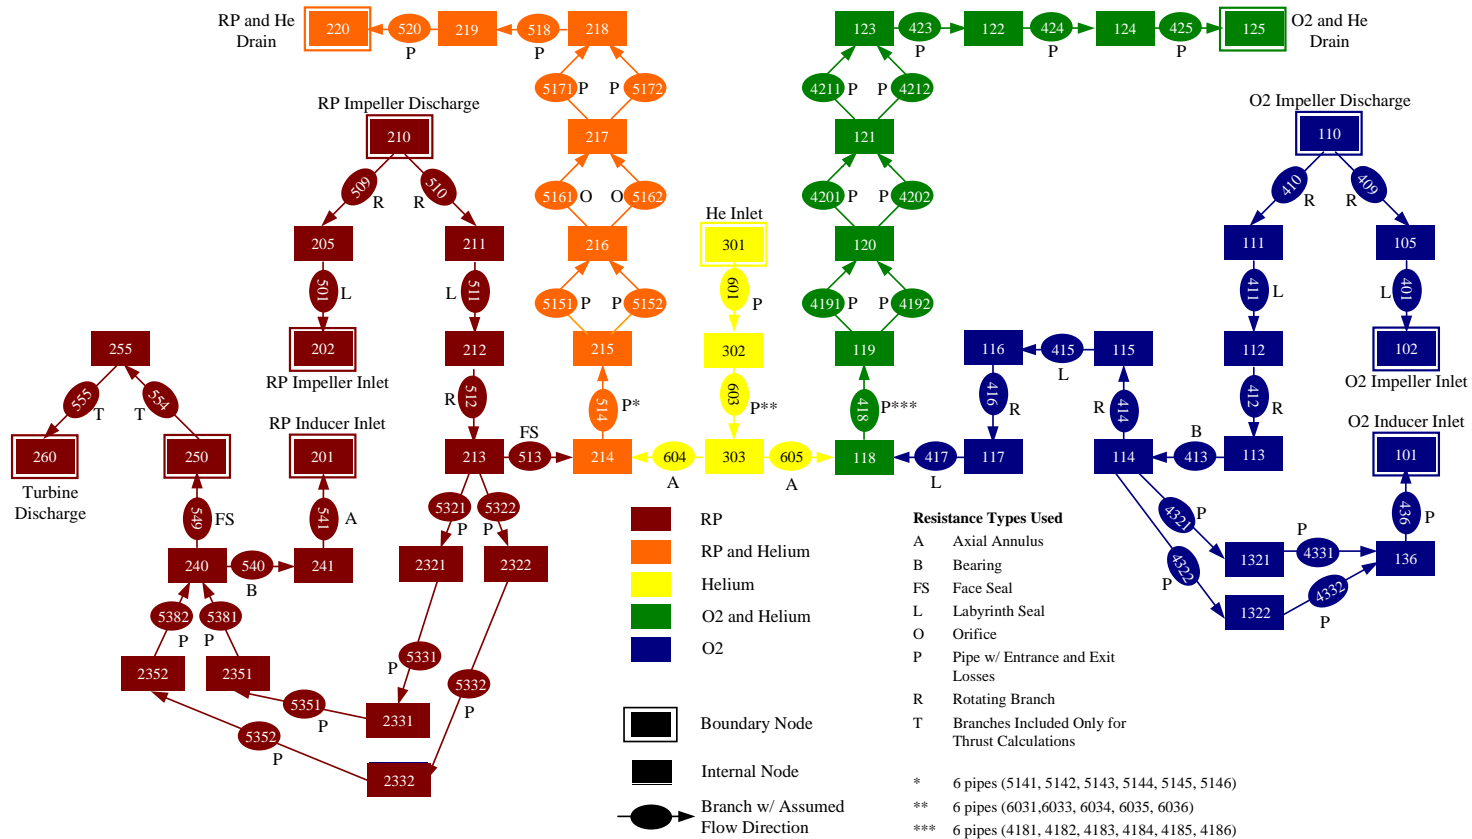 RP and He
Drain
220
520
P
219
518
P
218
5171
P
P
5172
217
5161
O
O
5162
216
5151
P
P
5152
215
514
P*
214
RP Impeller Discharge
210
509
R
510
R
205
211
501
L
511
L
202
RP Impeller Inlet
212
512
R
213
FS
513
255
555
T
554
T
260
Turbine
Discharge
250
RP Inducer Inlet
201
549
FS
541
A
240
540
B
241
5321
P
5322
P
2321
2322
5382
P
5381
P
2352
2351
5331
P
5332
P
5351
P
2331
5352
P
2332
He Inlet
301
601
P
302
603
P**
303
604
A
605
A
123
423
P
122
424
P
124
425
P
125
O2 and He
Drain
4211
P
P
4212
121
4201
P
P
4202
120
4191
P
P
4192
119
418
P***
118
417
L
117
416
R
116
415
L
115
414
R
114
413
B
113
O2 Impeller Discharge
110
410
R
409
R
111
105
411
L
401
L
112
102
O2 Impeller Inlet
412
R
O2 Inducer Inlet
101
436
P
4321
P
4322
P
1321
4331
P
136
1322
4332
P
RP
RP and Helium
Helium
O2 and Helium
O2
Boundary Node
Internal Node
Branch w/ Assumed
Flow Direction
Resistance Types Used
A Axial Annulus
B Bearing
FS Face Seal
L Labyrinth Seal
O Orifice
P Pipe w/ Entrance and Exit
Losses
R Rotating Branch
T Branches Included Only for
Thrust Calculations
* 6 pipes (5141, 5142, 5143, 5144, 5145, 5146)
** 6 pipes (6031,6033, 6034, 6035, 6036)
*** 6 pipes (4181, 4182, 4183, 4184, 4185, 4186)